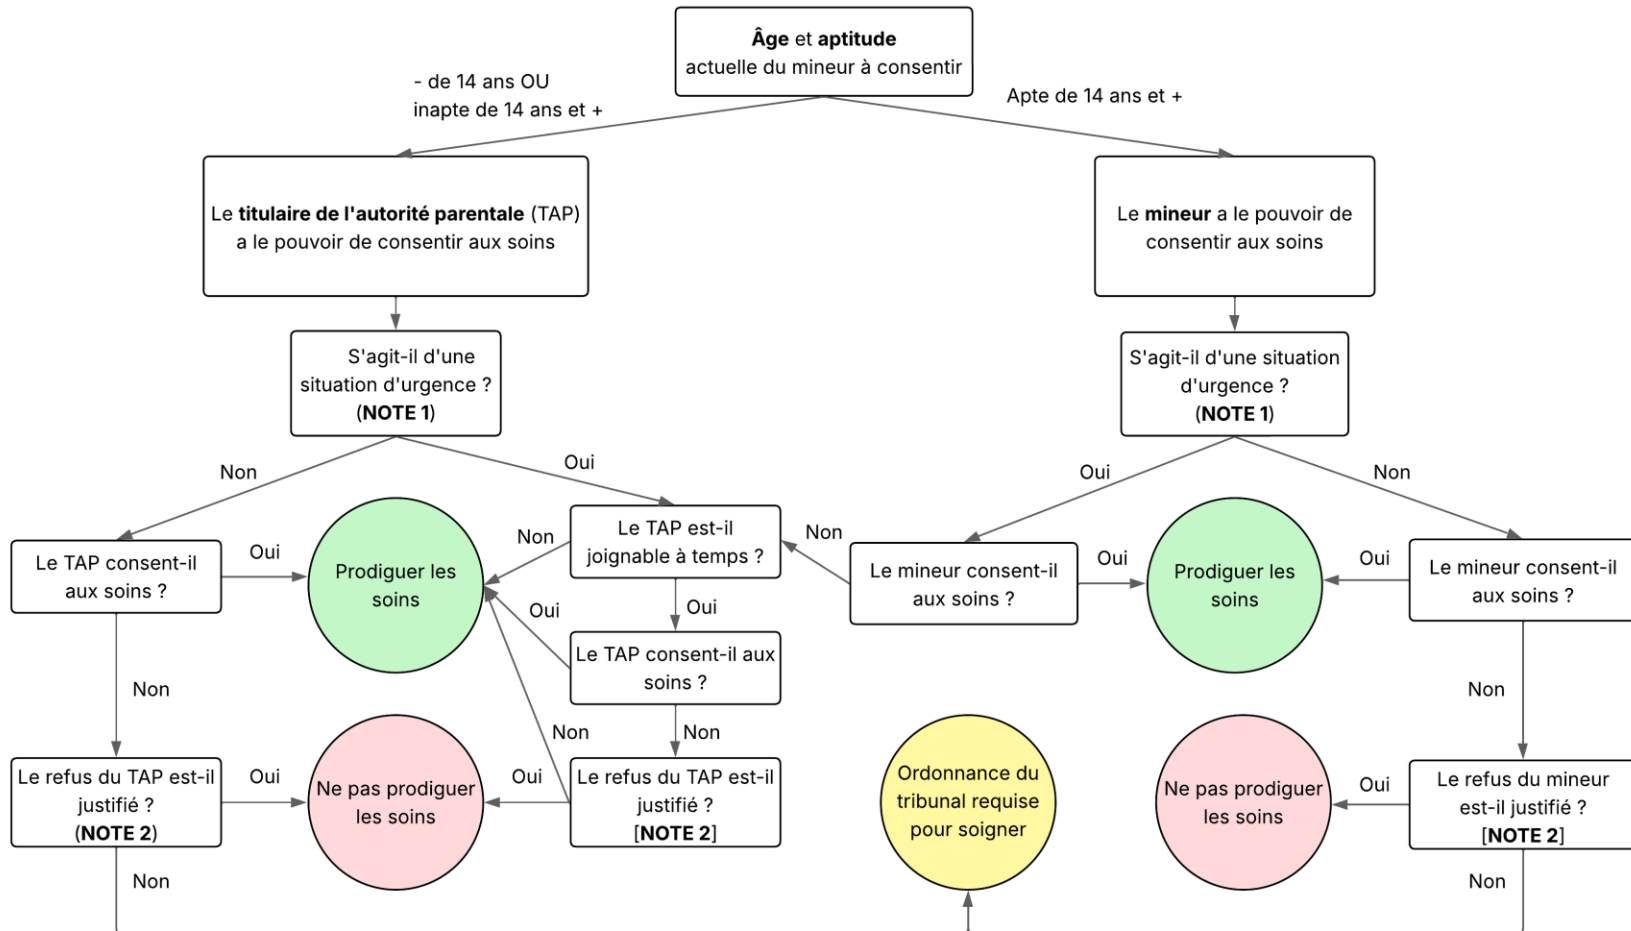 Âge et aptitude
actuelle du mineur à consentir
- de 14 ans OU
inapte de 14 ans et +
Apte de 14 ans et +
Le titulaire de l'autorité parentale (TAP)
a le pouvoir de consentir aux soins
Le mineur a le pouvoir de
consentir aux soins
S'agit-il d'une
situation d'urgence ?
(NOTE 1)
S'agit-il d'une situation
d'urgence ?
(NOTE 1)
Non
Oui
Oui
Non
Le TAP consent-il
aux soins ?
Oui
Prodiguer les
soins
Non
Le TAP est-il
joignable à temps ?
Non
Le mineur consent-il
aux soins ?
Oui
Prodiguer les
soins
Oui
Le mineur consent-il
aux soins ?
Oui
Oui
Le TAP consent-il aux
soins ?
Non
Non
Non
Non
Le refus du TAP est-il
justifié ?
(NOTE 2)
Oui
Ne pas prodiguer
les soins
Oui
Le refus du TAP est-il
justifié ?
[NOTE 2]
Ordonnance du
tribunal requise
pour soigner
Ne pas prodiguer
les soins
Oui
Le refus du mineur
est-il justifié ?
[NOTE 2]
Non
Non